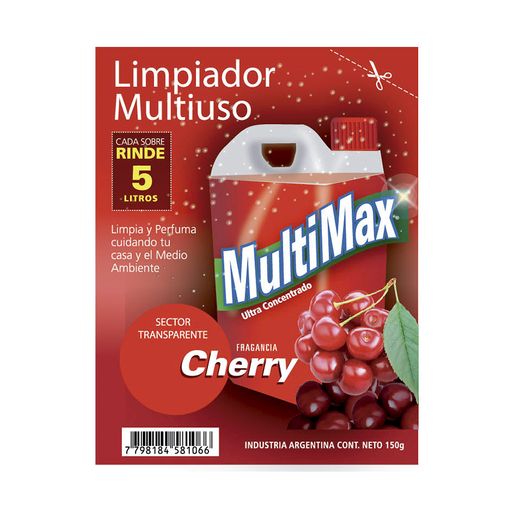 Limpiador
Multiuso
CADA SOBRE
RINDE
5
LITROS
Limpia y Perfuma
cuidando tu
casa y el Medio
Ambiente
MultiMax
Ultra Concentrado
SECTOR
TRANSPARENTE
FRAGANCIA
Cherry
7 798184 581066
INDUSTRIA ARGENTINA CONT. NETO 150g